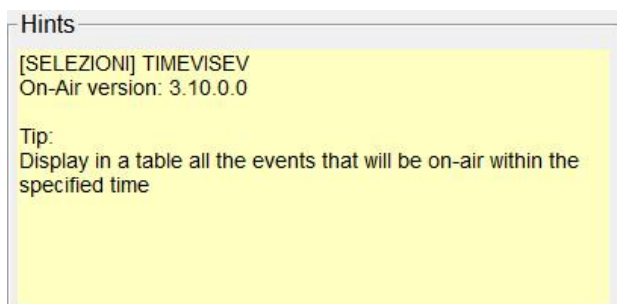 Hints
[SELEZIONI] TIMEVISEV
On-Air version: 3.10.0.0
Tip:
Display in a table all the events that will be on-air within the
specified time